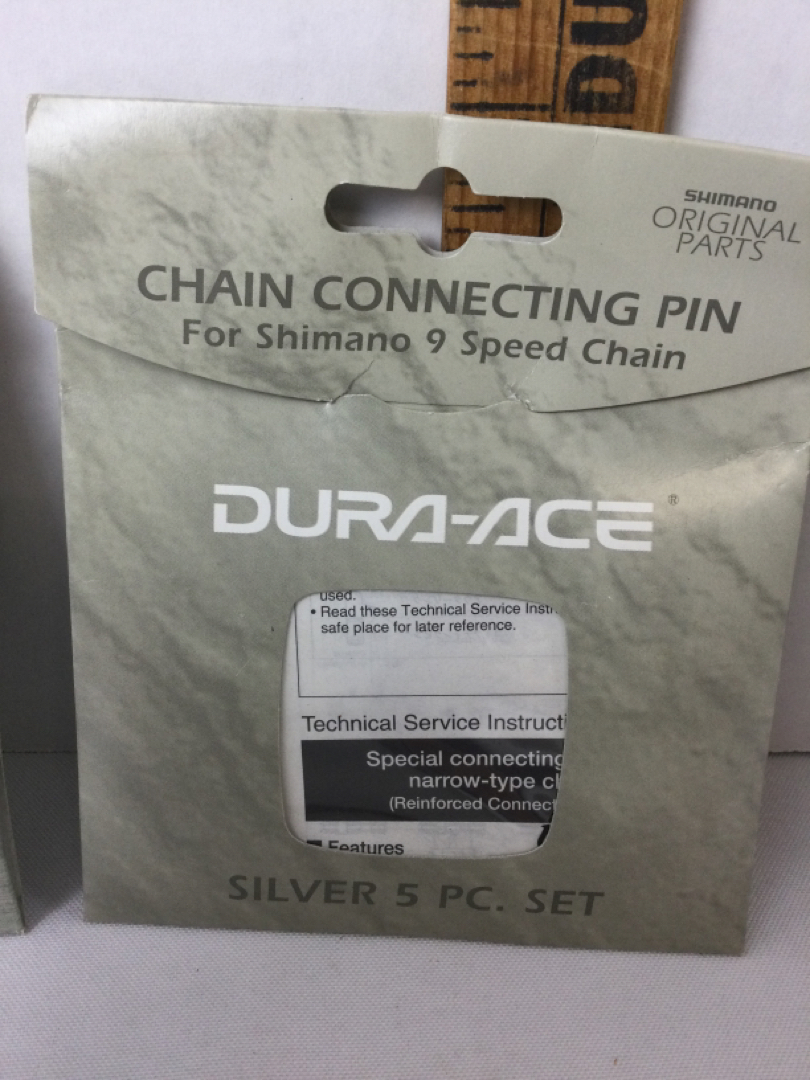 DU
SHIMANO
ORIGINAL
PARTS
CHAIN CONNECTING PIN
For Shimano 9 Speed Chain
DURA-ACE®
used.
• Read these Technical Service Instr
safe place for later reference.
Technical Service Instructi
Special connecting
narrow-type cl
(Reinforced Connect
■ Features
SILVER 5 PC. SET